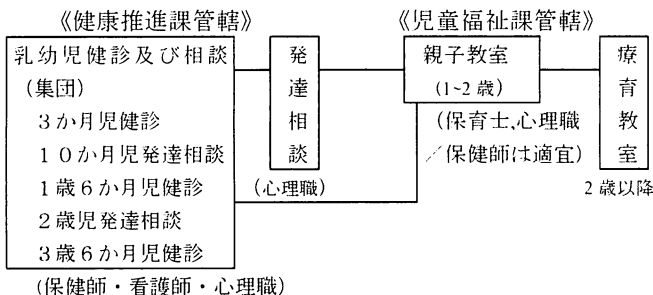 《健康推進課管轄》
《児童福祉課管轄》
乳幼児健診及び相談
(集団)
3か月児健診
10か月児発達相談
1歳6か月児健診
2歳児発達相談
3歳6か月児健診
(保健師・看護師・心理職)
発達相談
(心理職)
親子教室
(1~2歳)
(保育士,心理職
／保健師は適宜)
療育教室
2歳以降